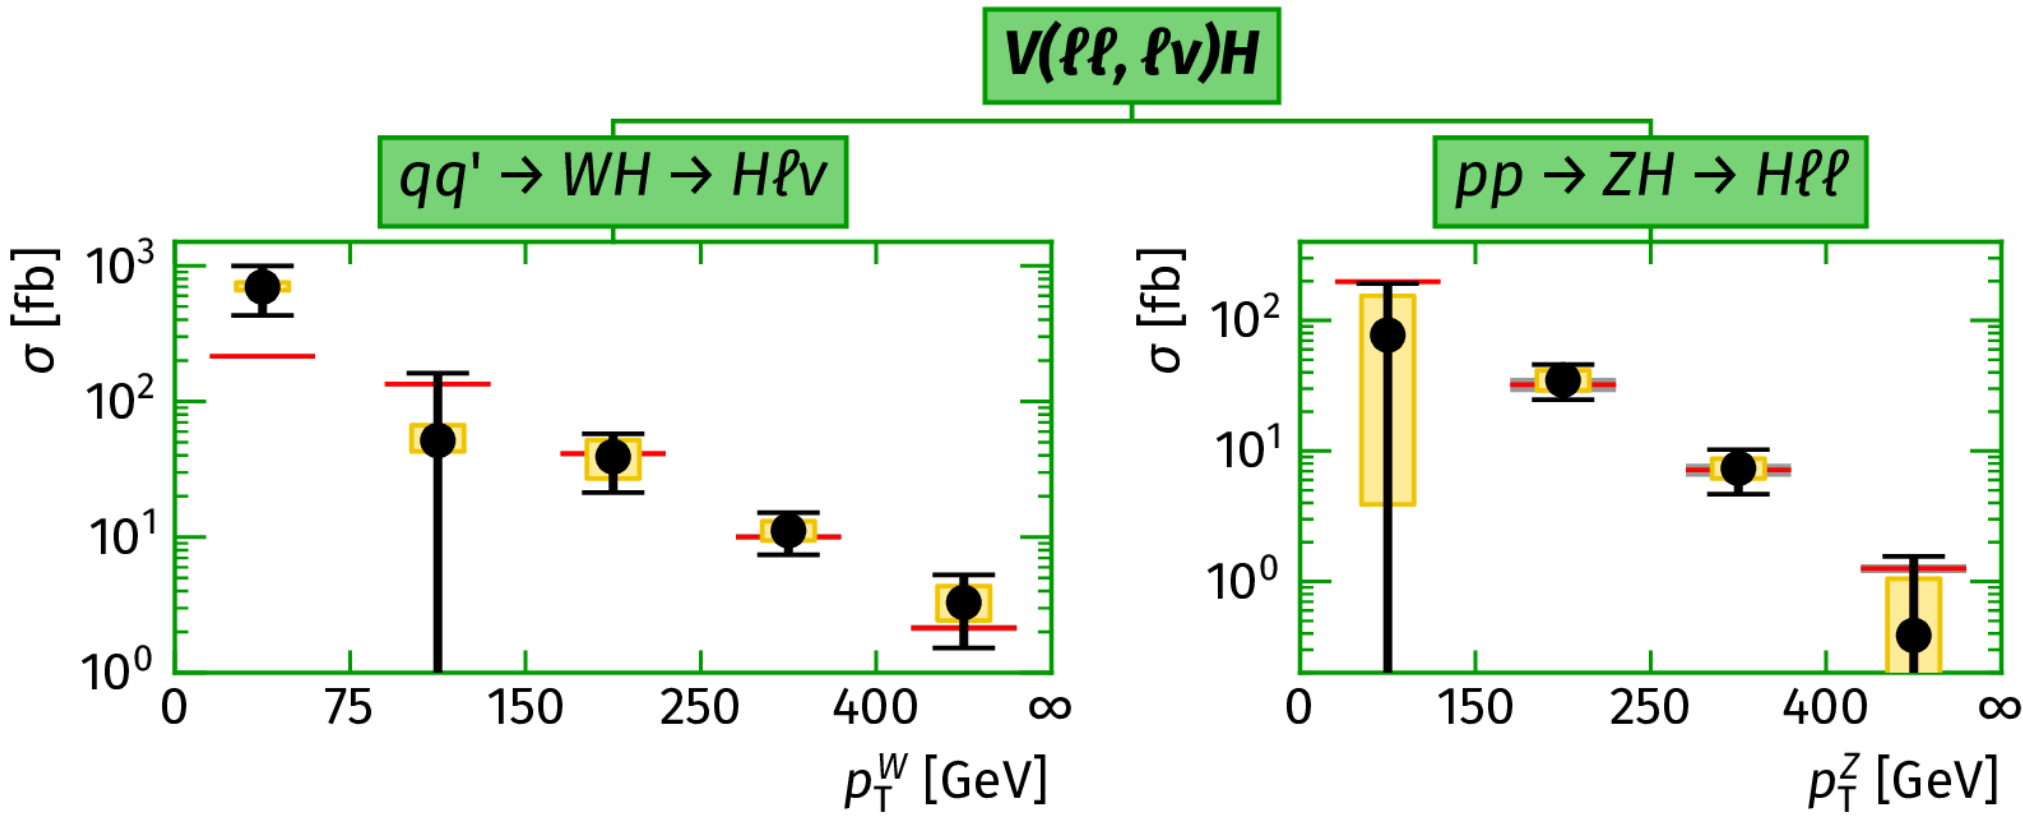 V(ℓℓ, ℓν)H
qq' → WH → Hℓν
pp → ZH → Hℓℓ
σ [fb]
10³
10²
10¹
10⁰
0 75 150 250 400 ∞
p_T^W [GeV]
σ [fb]
10²
10¹
10⁰
0 150 250 400 ∞
p_T^Z [GeV]